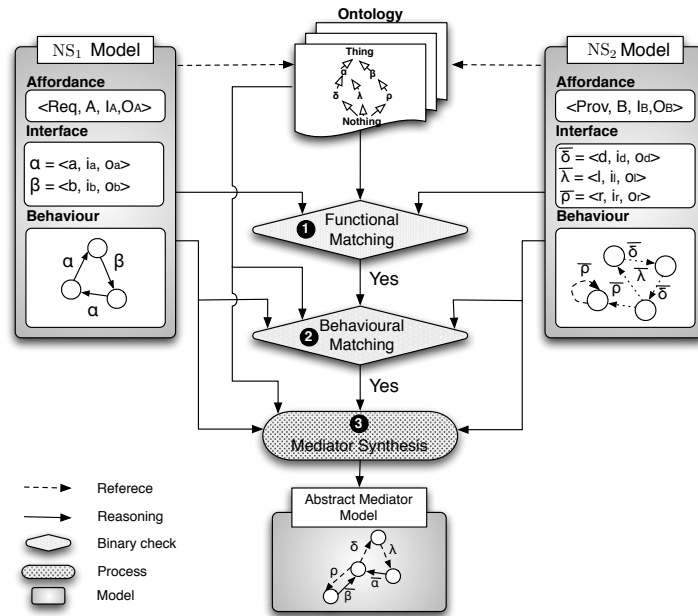 Ontology
NS1 Model
Affordance
<Req, A, IA,OA>
Interface
α = <a, ia, oa>
β = <b, ib, ob>
Behaviour
α
β
α
Thing
α
β
δ
λ
ρ
Nothing
NS2 Model
Affordance
<Prov, B, IB,OB>
Interface
δ̅ = <d, id, od>
λ̅ = <l, il, ol>
ρ̅ = <r, ir, or>
Behaviour
δ̅
ρ̅
ρ̅
λ̅
δ̅
1
Functional
Matching
Yes
2
Behavioural
Matching
Yes
3
Mediator Synthesis
Abstract Mediator
Model
δ
λ
ρ
β̅
α̅
Referece
Reasoning
Binary check
Process
Model